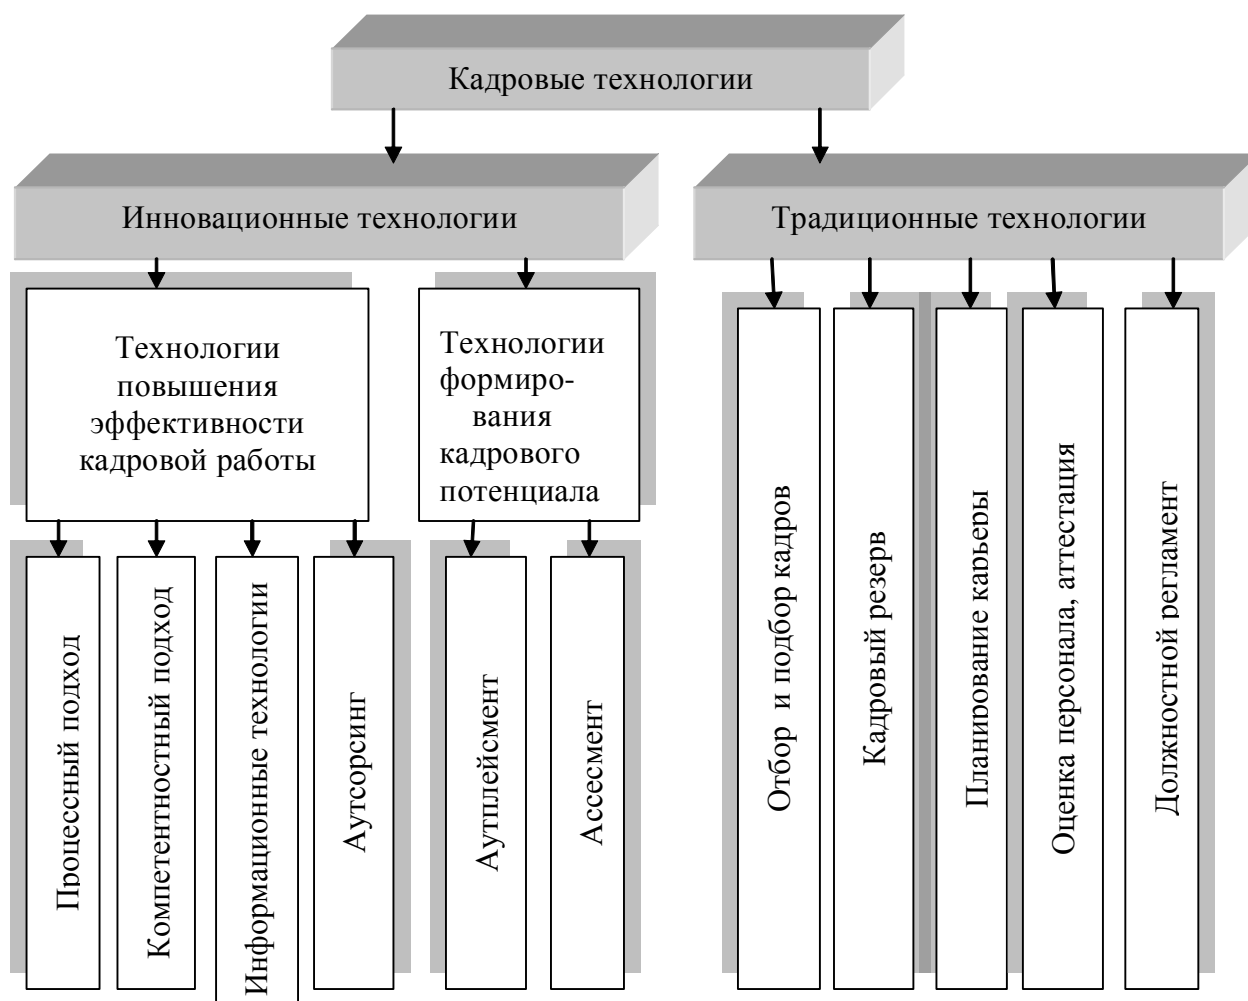 Кадровые технологии
Инновационные технологии
Традиционные технологии
Технологии
повышения
эффективности
кадровой работы
Технологии
формиро-
вания
кадрового
потенциала
Процессный подход
Компетентностный подход
Информационные технологии
Аутсорсинг
Аутплейсмент
Ассесмент
Отбор и подбор кадров
Кадровый резерв
Планирование карьеры
Оценка персонала, аттестация
Должностной регламент